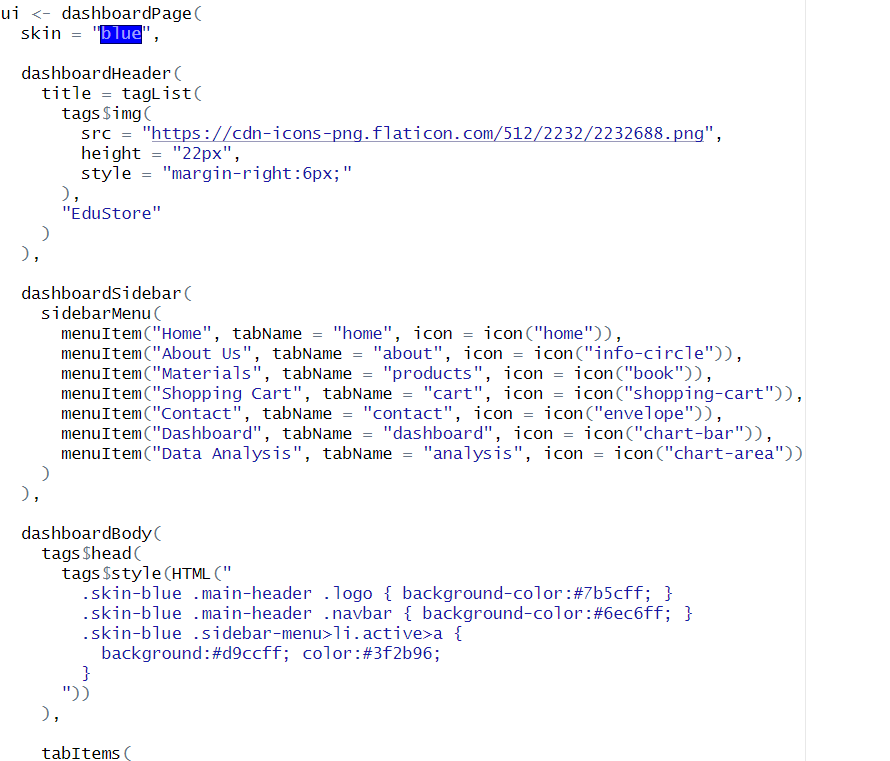 ui <- dashboardPage(
  skin = "blue",

  dashboardHeader(
    title = tagList(
      tags$img(
        src = "https://cdn-icons-png.flaticon.com/512/2232/2232688.png",
        height = "22px",
        style = "margin-right:6px;"
      ),
      "EduStore"
    )
  ),

  dashboardSidebar(
    sidebarMenu(
      menuItem("Home", tabName = "home", icon = icon("home")),
      menuItem("About Us", tabName = "about", icon = icon("info-circle")),
      menuItem("Materials", tabName = "products", icon = icon("book")),
      menuItem("Shopping Cart", tabName = "cart", icon = icon("shopping-cart")),
      menuItem("Contact", tabName = "contact", icon = icon("envelope")),
      menuItem("Dashboard", tabName = "dashboard", icon = icon("chart-bar")),
      menuItem("Data Analysis", tabName = "analysis", icon = icon("chart-area"))
    )
  ),

  dashboardBody(
    tags$head(
      tags$style(HTML("
        .skin-blue .main-header .logo { background-color:#7b5cff; }
        .skin-blue .main-header .navbar { background-color:#6ec6ff; }
        .skin-blue .sidebar-menu>li.active>a {
          background:#d9ccff; color:#3f2b96;
        }
      "))
    ),

    tabItems(